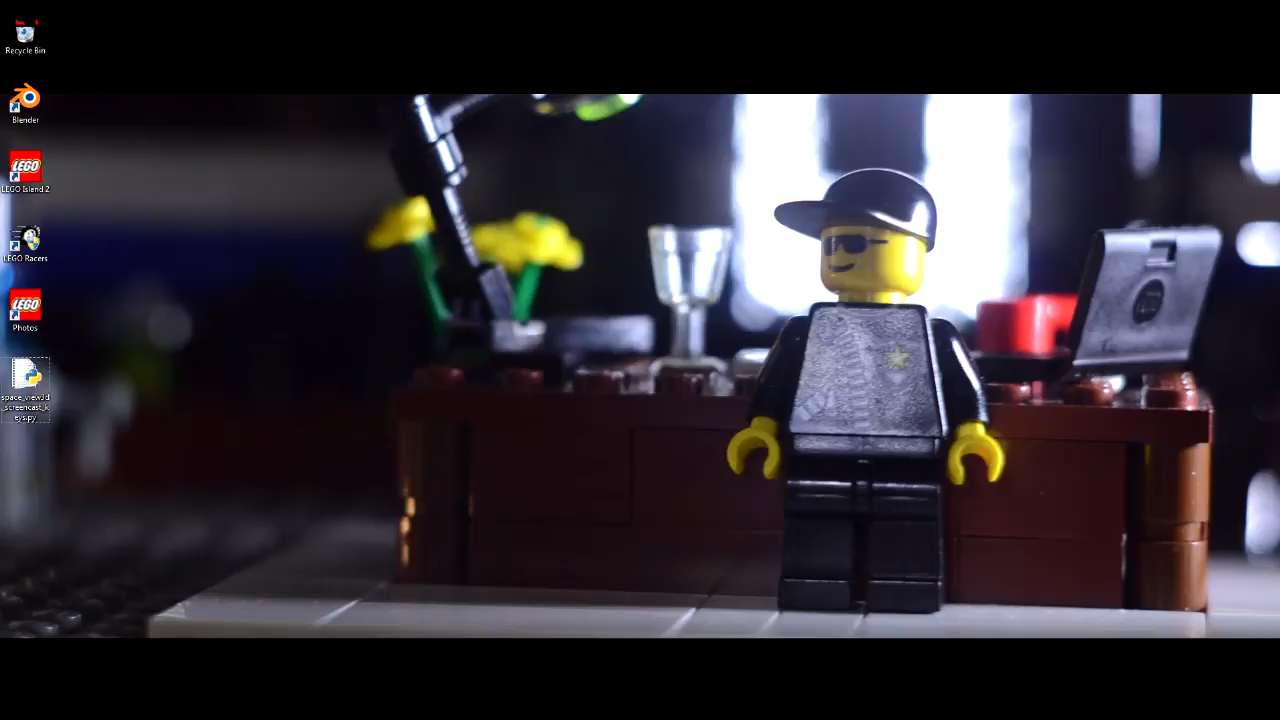 Recycle Bin
Blender
LEGO
LEGO Island 2
LEGO Racers
LEGO
Photos
space_view3d
_screencast_k
eys.py